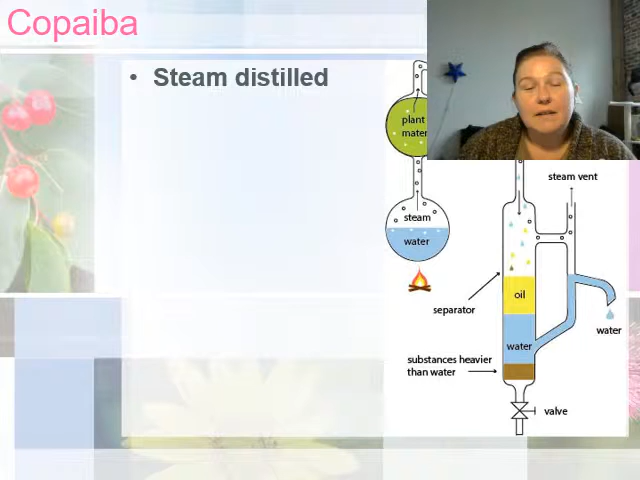 Copaiba
• Steam distilled
plant
mater
steam
water
steam vent
separator
oil
water
water
substances heavier
than water
valve